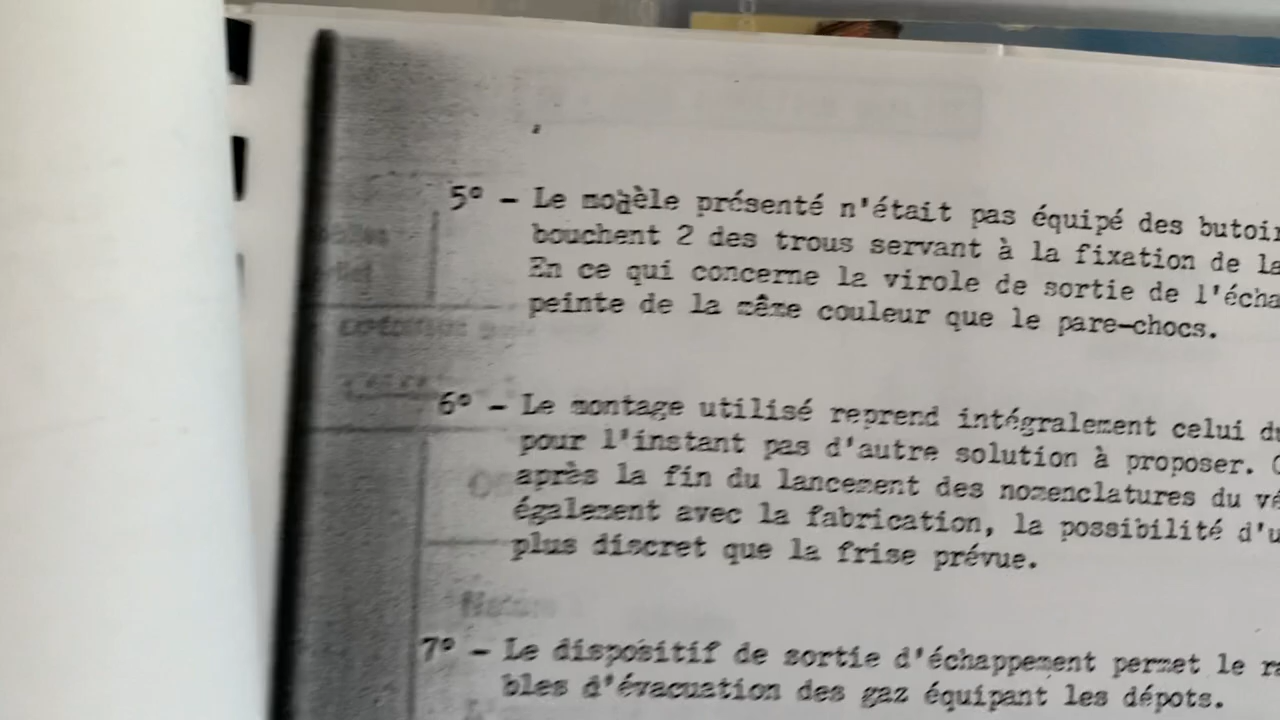 5° - Le modèle présenté n'était pas équipé des butoir
bouchent 2 des trous servant à la fixation de la
En ce qui concerne la virole de sortie de l'écha
peinte de la même couleur que le pare-chocs.
6° - Le montage utilisé reprend intégralement celui du
pour l'instant pas d'autre solution à proposer.
après la fin du lancement des nomenclatures du vé
également avec la fabrication, la possibilité d'u
plus discret que la frise prévue.
7° - Le dispositif de sortie d'échappement permet le ra
bles d'évacuation des gaz équipant les dépots.